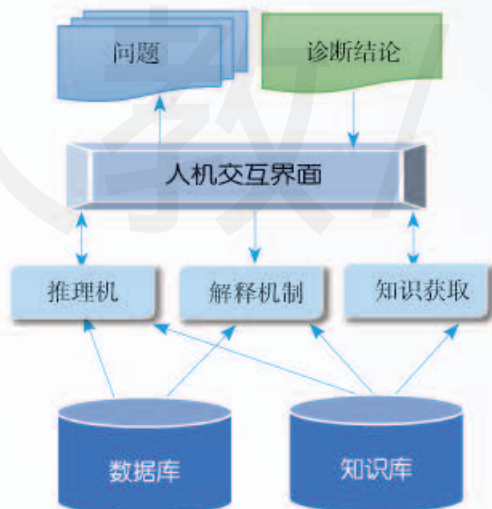 问题
诊断结论
人机交互界面
推理机
解释机制
知识获取
数据库
知识库